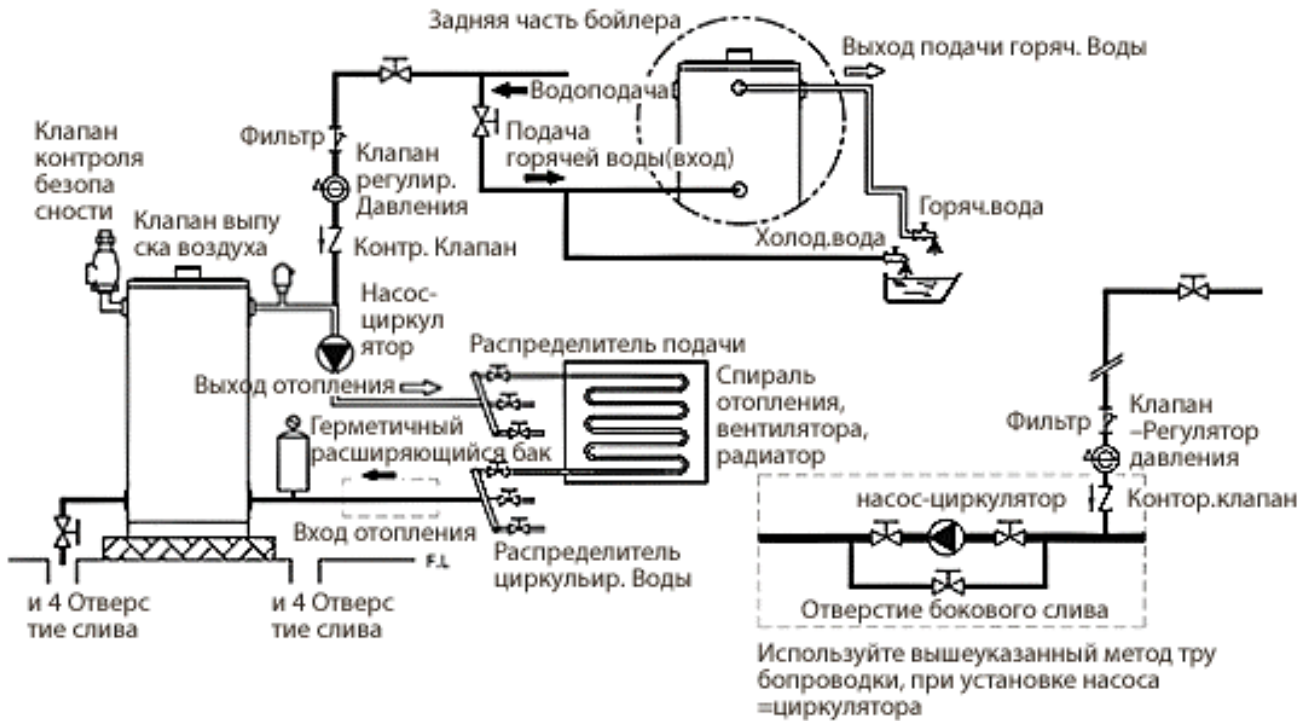 Задняя часть бойлера
Выход подачи горяч. Воды
Водоподача
Клапан
контроля
безопа
сности
Фильтр
Подача
горячей воды(вход)
Клапан
регулир.
Давления
Клапан выпу
ска воздуха
Контр. Клапан
Горяч.вода
Холод.вода
Насос-
циркул
ятор
Распределитель подачи
Выход отопления
Спираль
отопления,
вентилятора,
радиатор
Герметичный
расширяющийся бак
Вход отопления
Распределитель
циркульир. Воды
F.L
и 4 Отверс
тие слива
и 4 Отверс
тие слива
Фильтр
Клапан
–Регулятор
давления
насос-циркулятор
Контор.клапан
Отверстие бокового слива
Используйте вышеуказанный метод тру
бопроводки, при установке насоса
=циркулятора